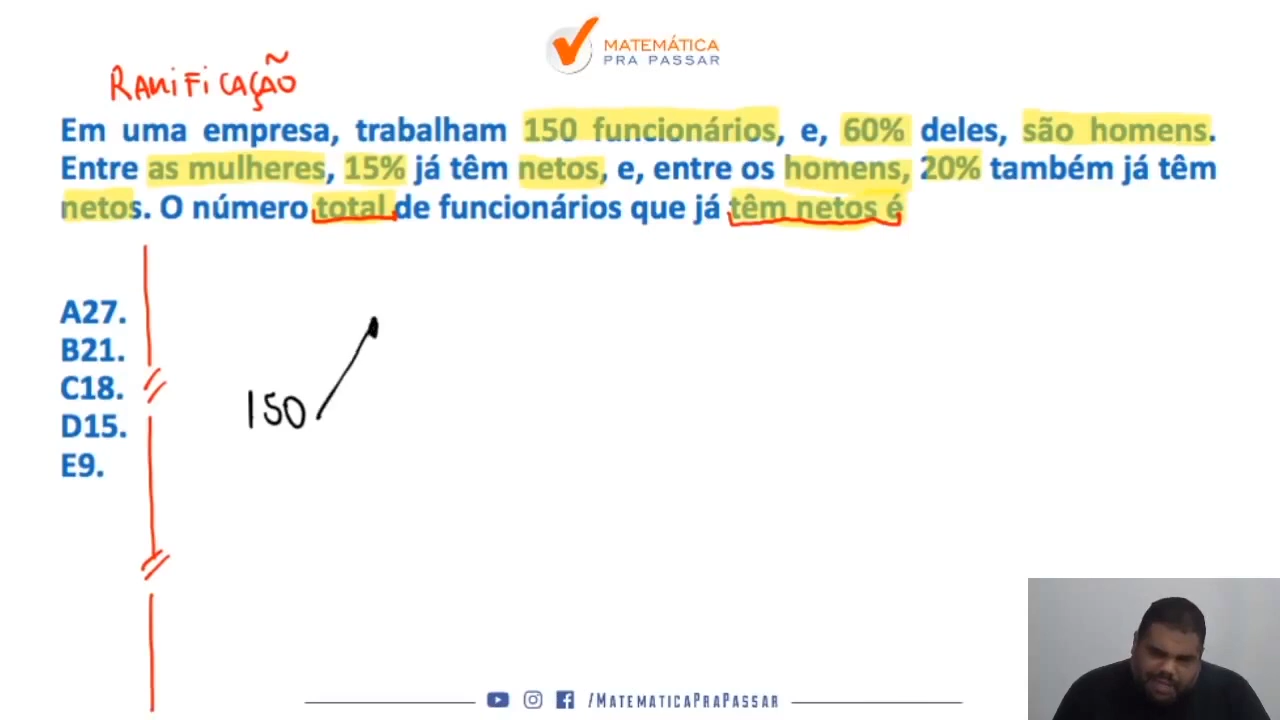 MATEMÁTICA
PRA PASSAR
RAMIFICAÇÃO
Em uma empresa, trabalham 150 funcionários, e, 60% deles, são homens.
Entre as mulheres, 15% já têm netos, e, entre os homens, 20% também já têm
netos. O número total de funcionários que já têm netos é
A27.
B21.
C18.
D15.
E9.
150
/MATEMATICAPRAPASSAR